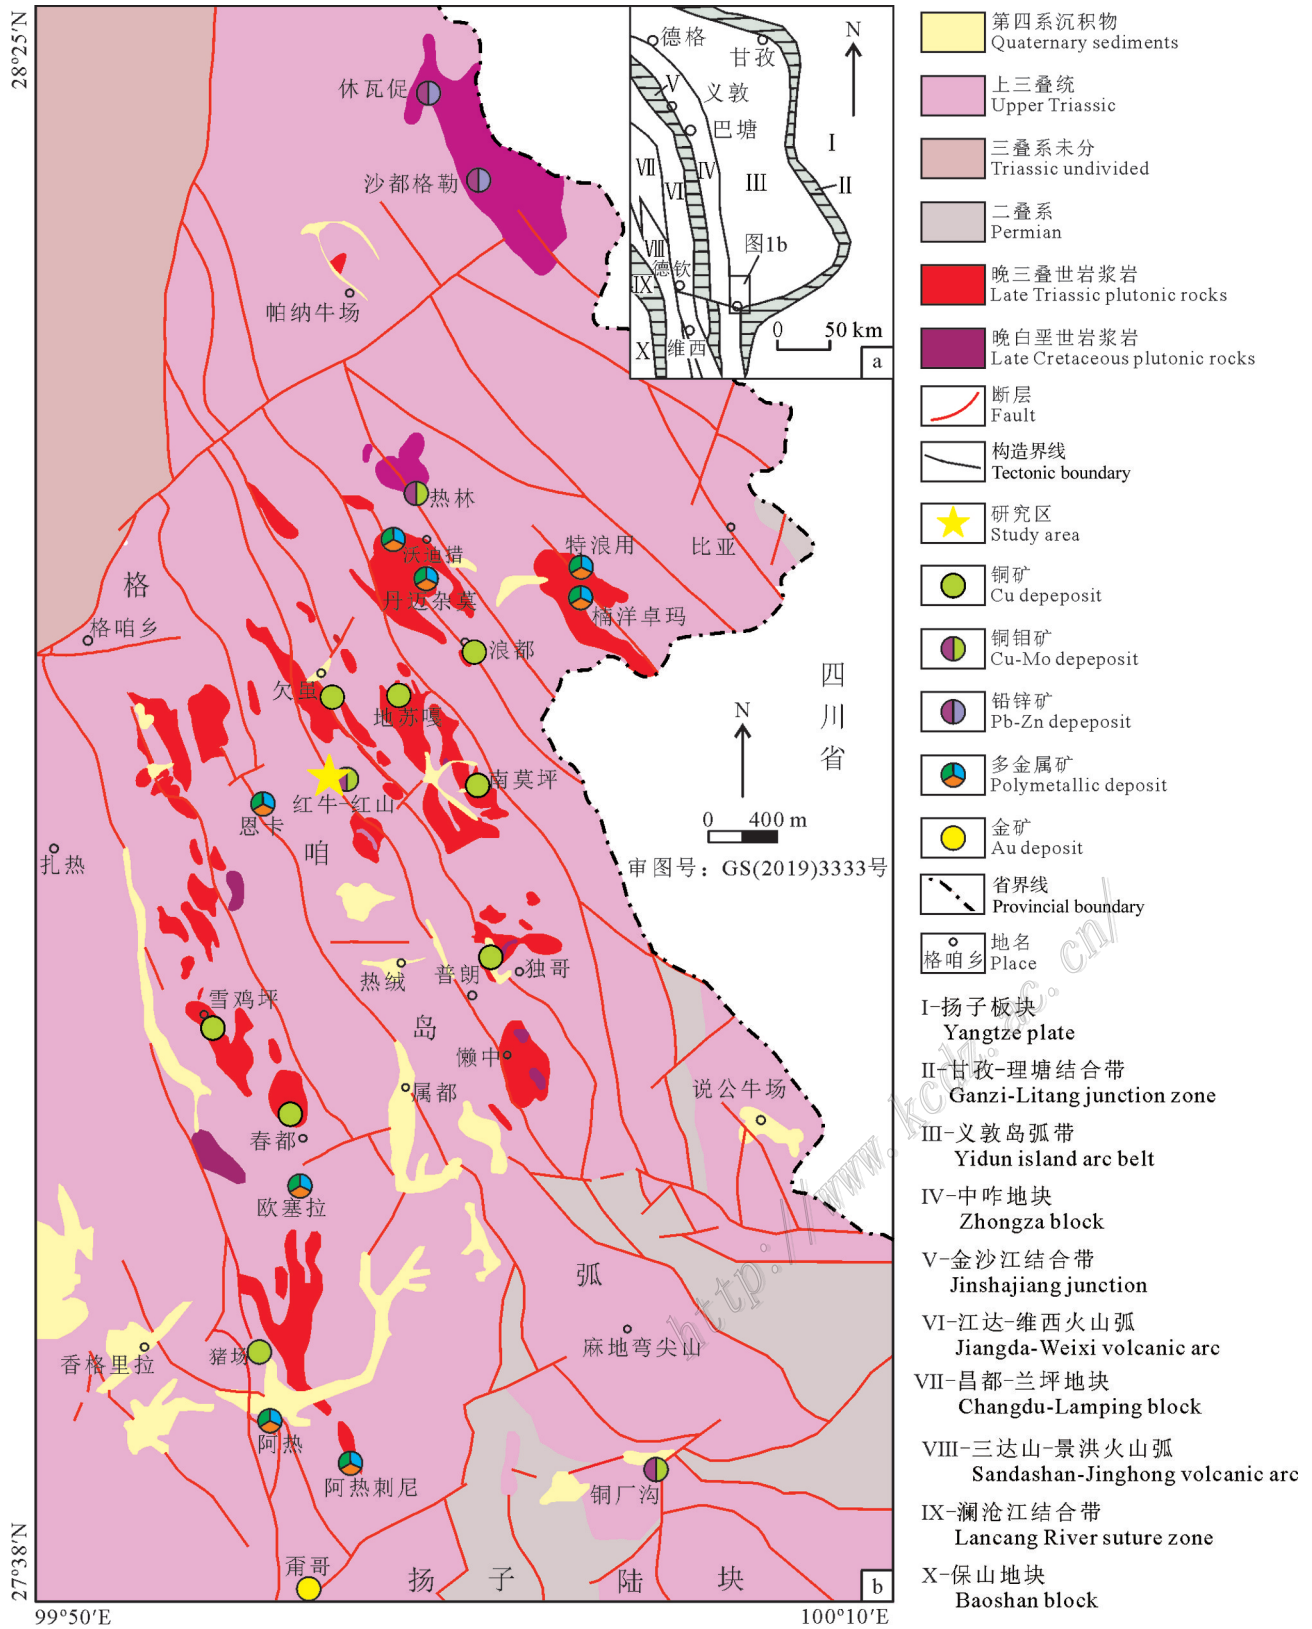 28°25′N
休瓦促
沙都格勒
帕纳牛场
热林
沃迪措
丹边杂莫
特浪用
楠洋卓玛
比亚
格
格咱乡
浪都
欠虽
地苏嘎
红牛-红山
南莫坪
恩卡
咱
扎热
热绒
普朗
独哥
雪鸡坪
岛
懒中
属都
说公牛场
春都
欧塞拉
弧
麻地弯尖山
香格里拉
猪场
阿热
阿热刺尼
铜厂沟
甭哥
扬子陆块
b
27°38′N
99°50′E
100°10′E
四川省
N
0 400 m
审图号：GS(2019)3333号
德格
甘孜
N
V
义敦
巴塘
I
VII
VI
IV
III
II
VIII
图1b
德钦
IX
维西
X
0 50 km
a
第四系沉积物
Quaternary sediments
上三叠统
Upper Triassic
三叠系未分
Triassic undivided
二叠系
Permian
晚三叠世岩浆岩
Late Triassic plutonic rocks
晚白垩世岩浆岩
Late Cretaceous plutonic rocks
断层
Fault
构造界线
Tectonic boundary
研究区
Study area
铜矿
Cu depeposit
铜钼矿
Cu-Mo depeposit
铅锌矿
Pb-Zn depeposit
多金属矿
Polymetallic deposit
金矿
Au deposit
省界线
Provincial boundary
格咱乡
地名
Place
I-扬子板块
Yangtze plate
II-甘孜-理塘结合带
Ganzi-Litang junction zone
III-义敦岛弧带
Yidun island arc belt
IV-中咋地块
Zhongza block
V-金沙江结合带
Jinshajiang junction
VI-江达-维西火山弧
Jiangda-Weixi volcanic arc
VII-昌都-兰坪地块
Changdu-Lamping block
VIII-三达山-景洪火山弧
Sandashan-Jinghong volcanic arc
IX-澜沧江结合带
Lancang River suture zone
X-保山地块
Baoshan block
http://www.kcdz.ac.cn/